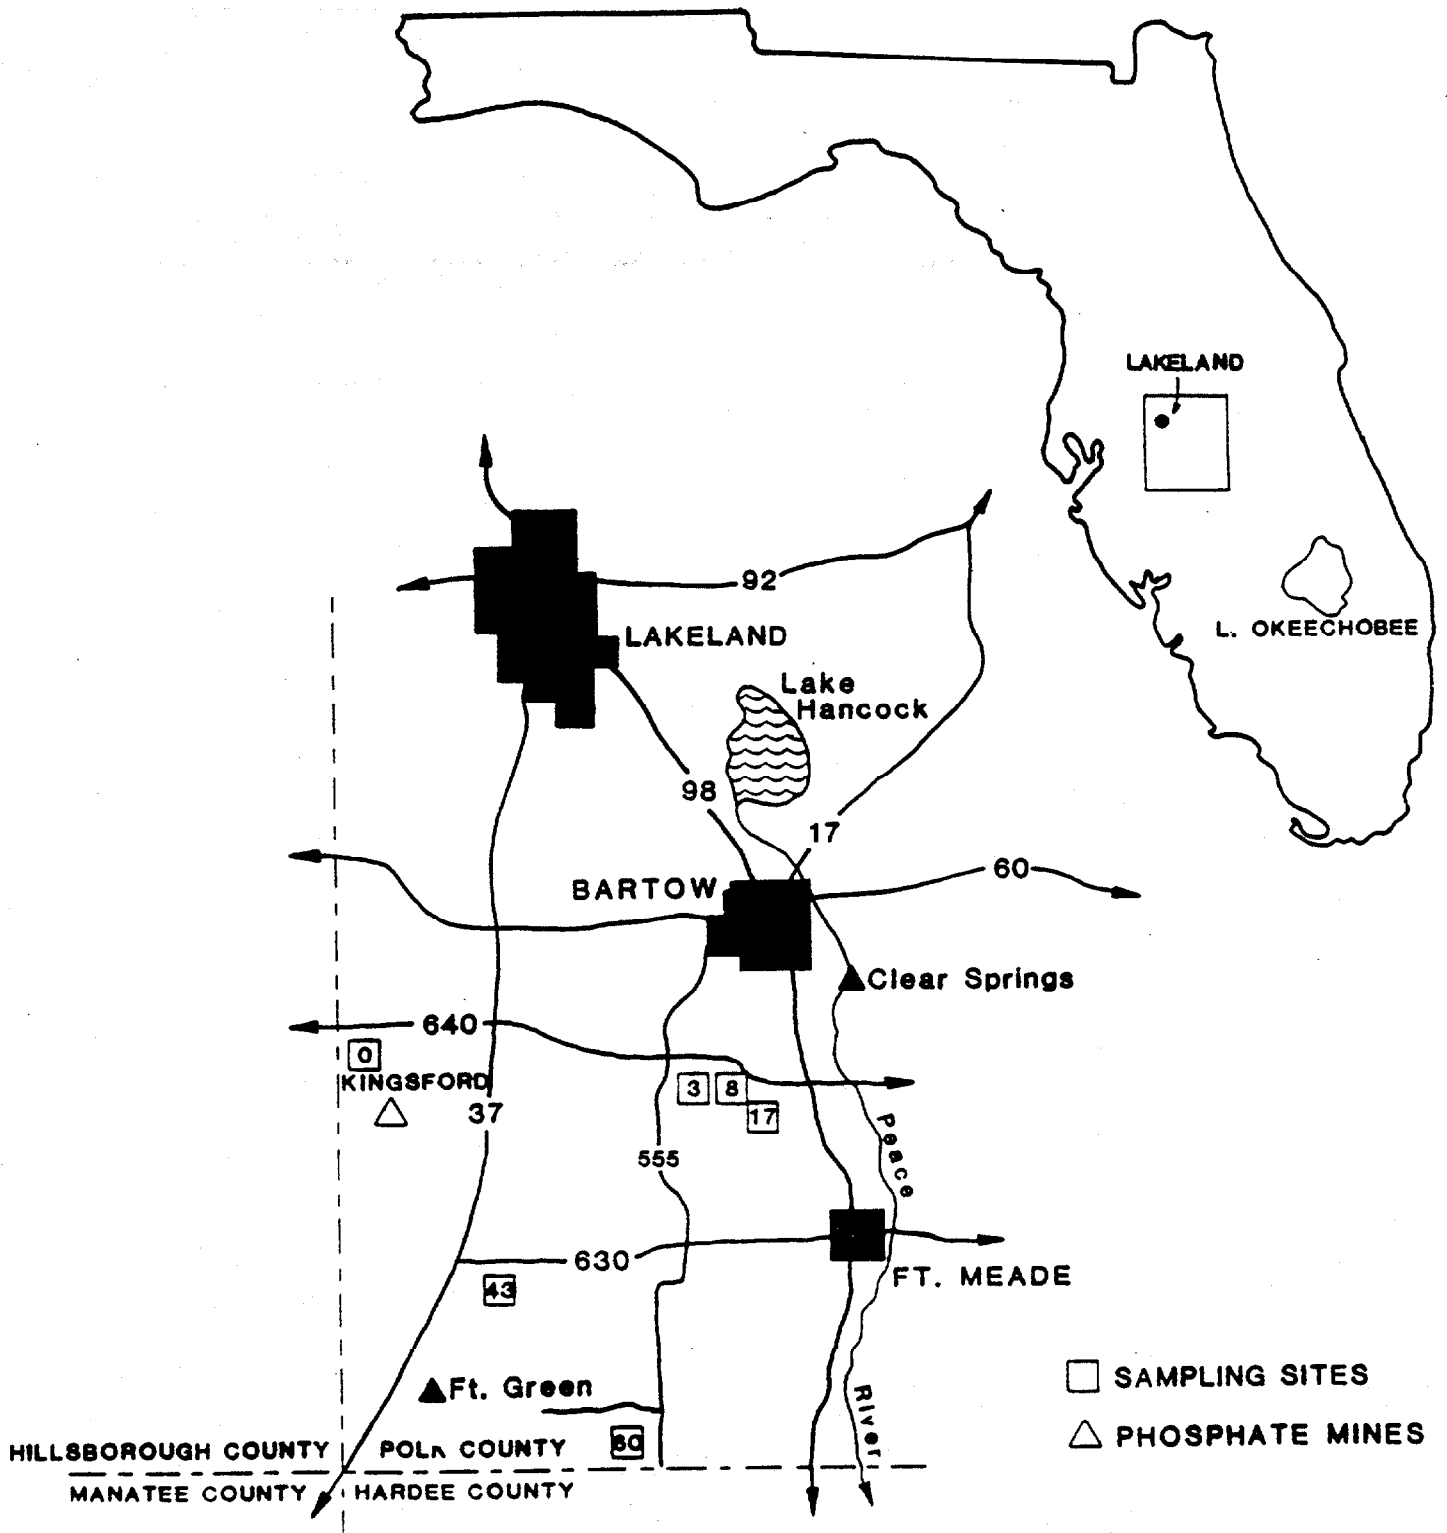 LAKELAND
L. OKEECHOBEE
92
LAKELAND
Lake
Hancock
98
17
60
BARTOW
Clear Springs
640
0
KINGSFORD
37
3
8
17
555
Peace
630
FT. MEADE
43
Ft. Green
River
SAMPLING SITES
PHOSPHATE MINES
HILLSBOROUGH COUNTY
POLK COUNTY
MANATEE COUNTY
HARDEE COUNTY